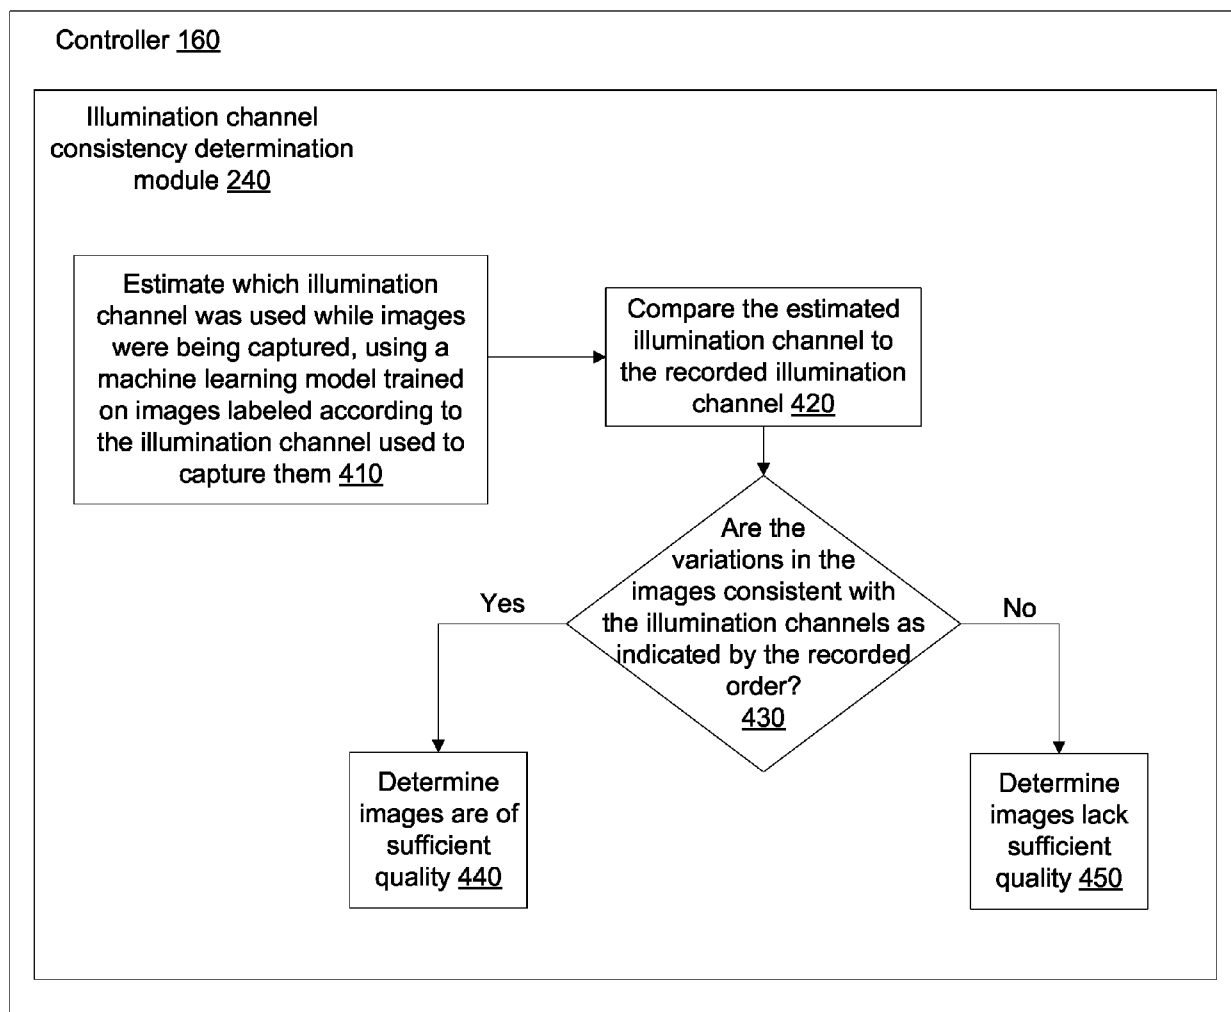 Controller 160
Illumination channel
consistency determination
module 240
Estimate which illumination
channel was used while images
were being captured, using a
machine learning model trained
on images labeled according to
the illumination channel used to
capture them 410
Compare the estimated
illumination channel to
the recorded illumination
channel 420
Are the
variations in the
images consistent with
the illumination channels as
indicated by the recorded
order?
430
Yes
No
Determine
images are of
sufficient
quality 440
Determine
images lack
sufficient
quality 450